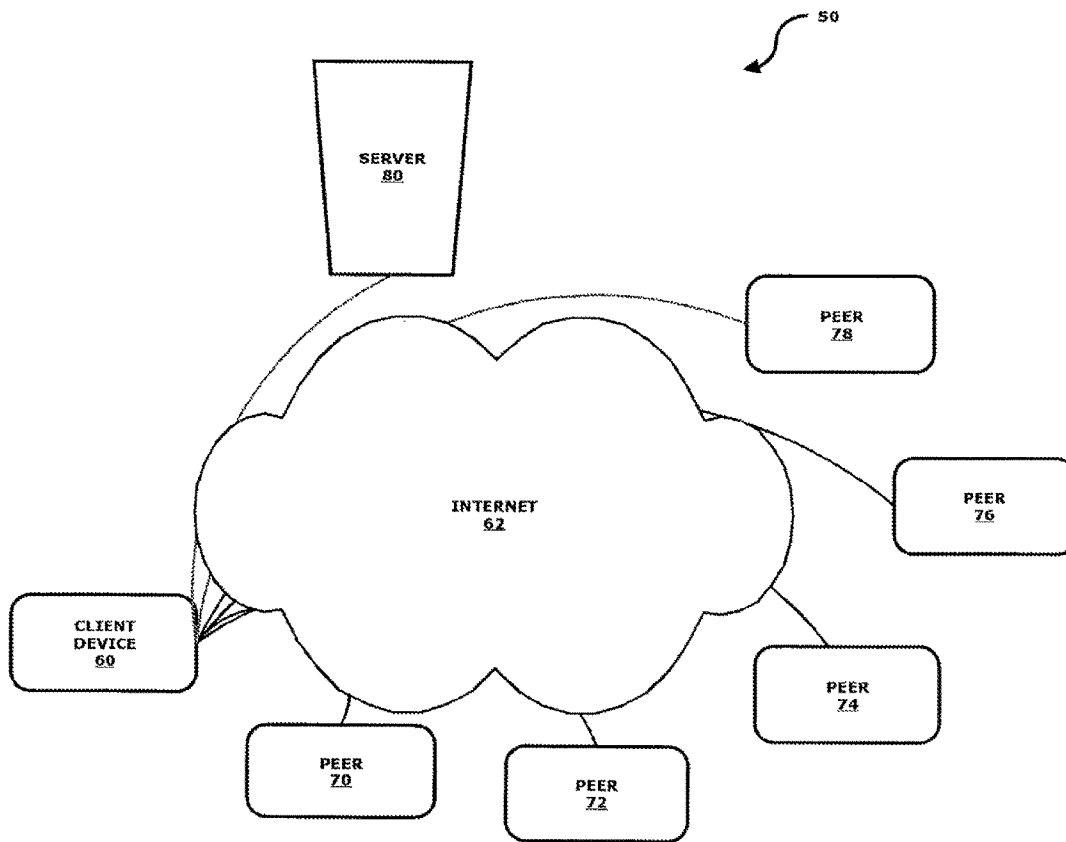 50
SERVER
80
PEER
78
INTERNET
62
PEER
76
CLIENT
DEVICE
60
PEER
74
PEER
70
PEER
72